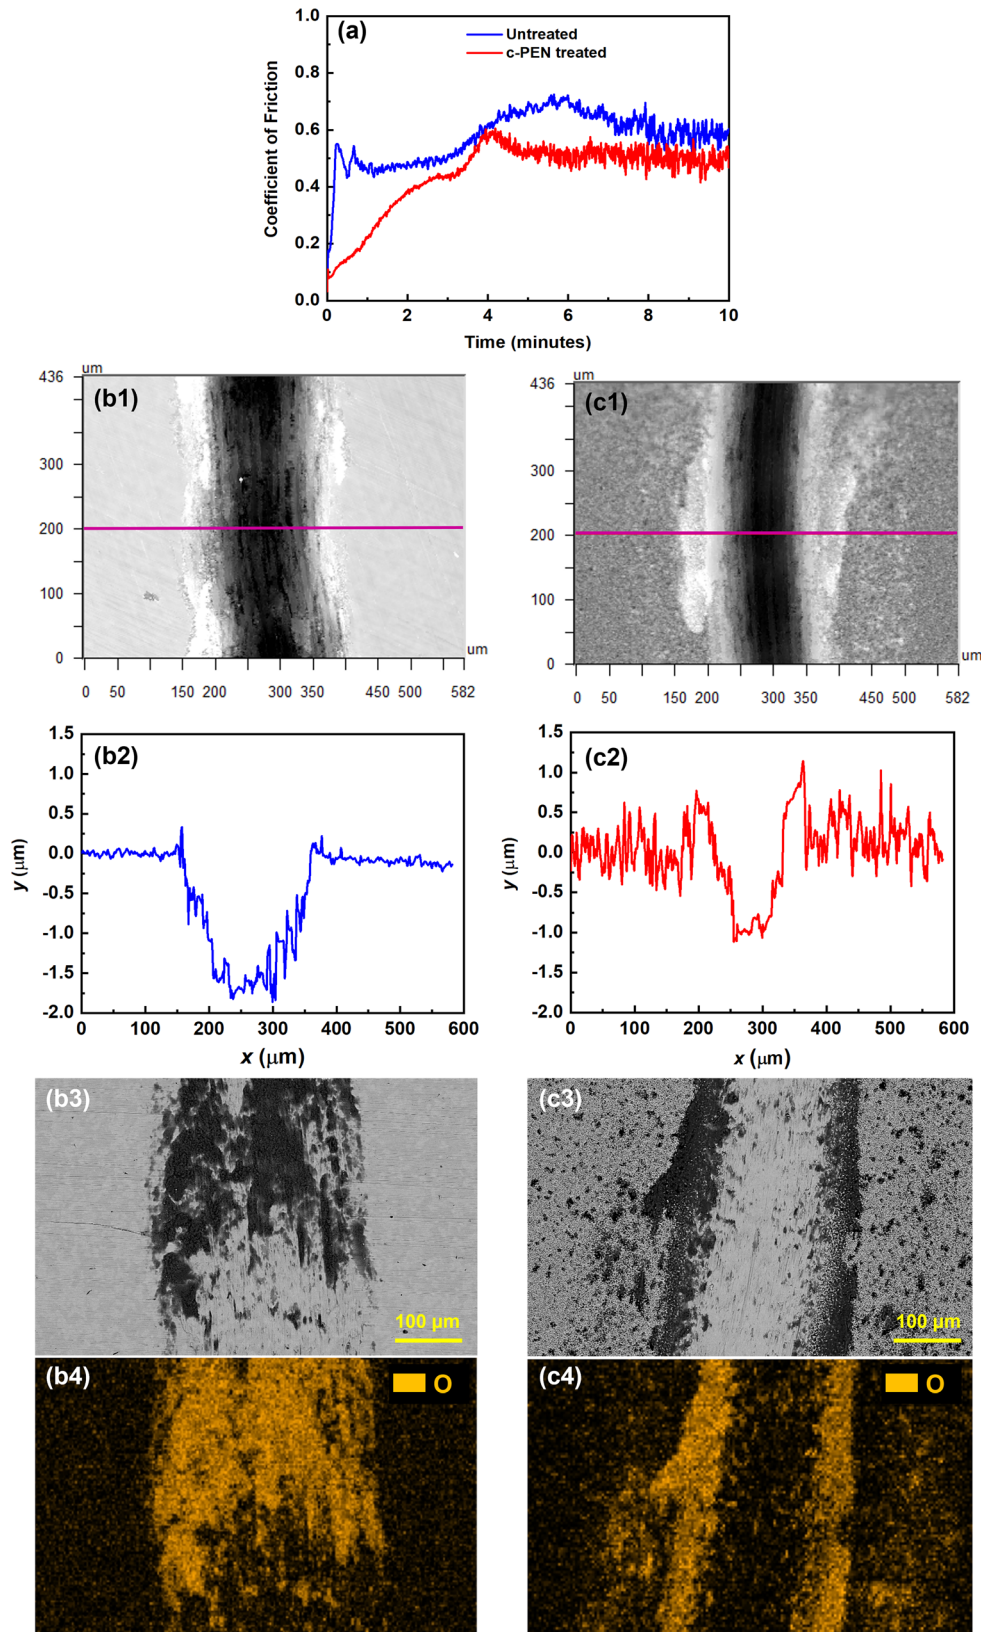 (a)
Untreated
c-PEN treated
Coefficient of Friction
1.0
0.8
0.6
0.4
0.2
0.0
0 2 4 6 8 10
Time (minutes)
um
436
(b1)
300
200
100
0
um
0 50 150 200 300 350 450 500 582
um
436
(c1)
300
200
100
0
um
0 50 150 200 300 350 450 500 582
(b2)
y (μm)
1.5
1.0
0.5
0.0
-0.5
-1.0
-1.5
-2.0
0 100 200 300 400 500 600
x (μm)
(c2)
y (μm)
1.5
1.0
0.5
0.0
-0.5
-1.0
-1.5
-2.0
0 100 200 300 400 500 600
x (μm)
(b3)
100 μm
(c3)
100 μm
(b4)
O
(c4)
O